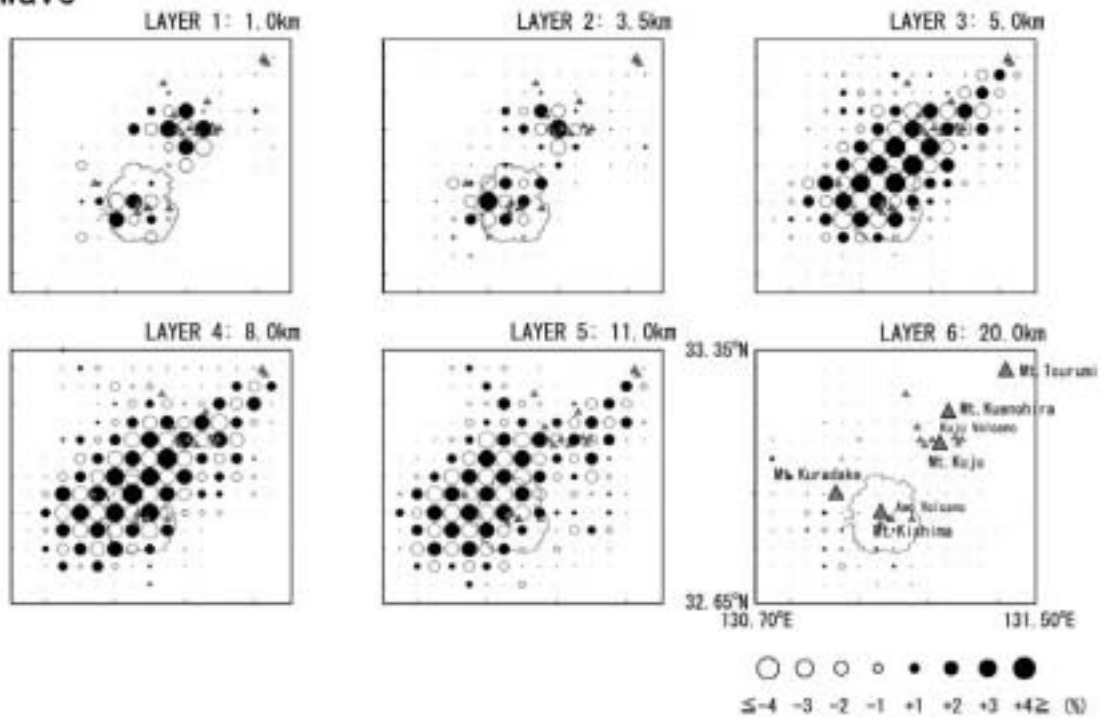 LAYER 1: 1.0km
LAYER 2: 3.5km
LAYER 3: 5.0km
LAYER 4: 8.0km
LAYER 5: 11.0km
LAYER 6: 20.0km
33.35°N
Mt. Tsurumi
Mt. Kuenohira
Kuju Volcano
Mt. Kuju
Mt. Kuradake
Aso Volcano
Mt. Kishima
32.65°N
130.70°E 131.50°E
≦-4 -3 -2 -1 +1 +2 +3 +4≧ (%)